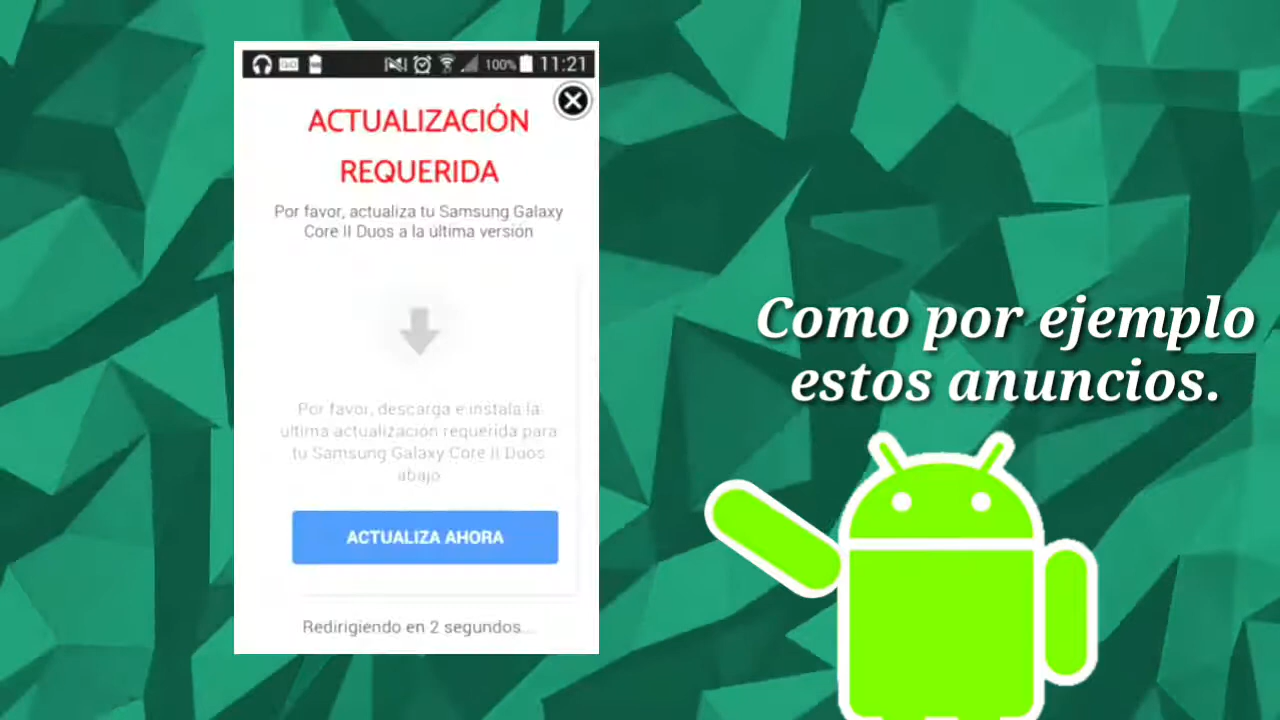 100% 11:21
ACTUALIZACIÓN
REQUERIDA
Por favor, actualiza tu Samsung Galaxy
Core II Duos a la ultima versión
Por favor, descarga e instala la
ultima actualizacion requerida para
tu Samsung Galaxy Core II Duos
abajo
ACTUALIZA AHORA
Redirigiendo en 2 segundos...
Como por ejemplo
estos anuncios.